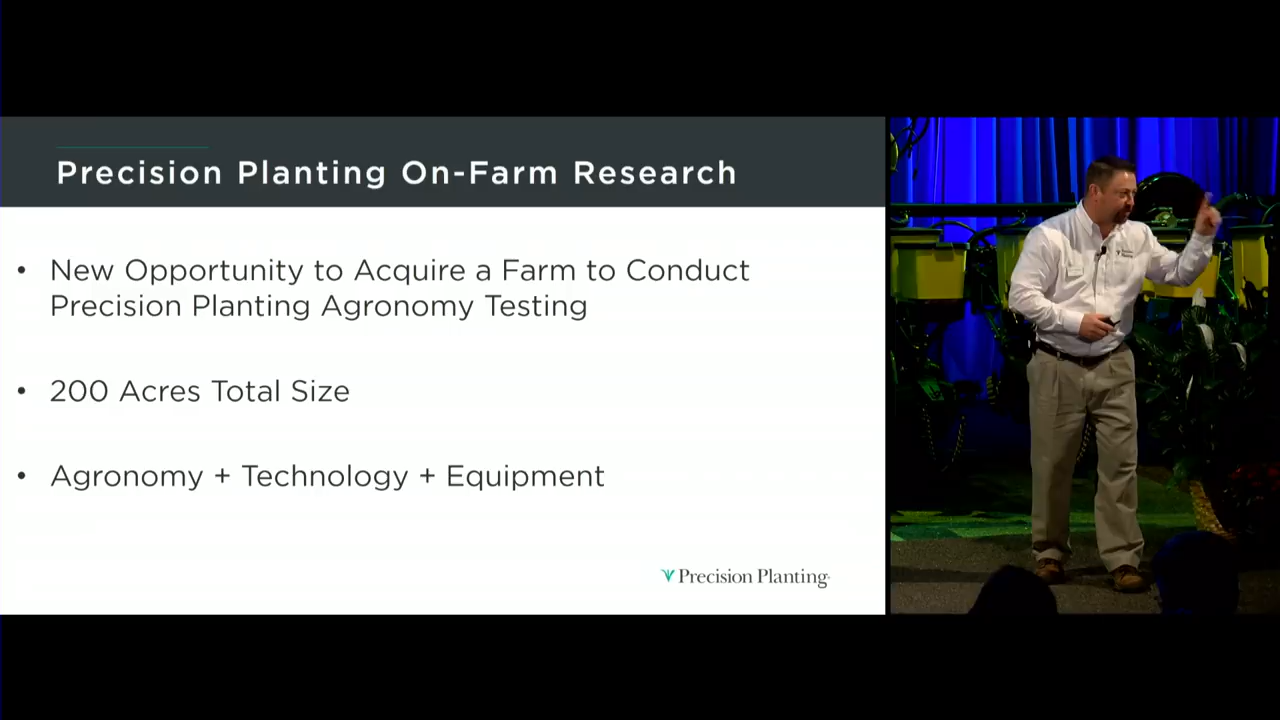 Precision Planting On-Farm Research
• New Opportunity to Acquire a Farm to Conduct
Precision Planting Agronomy Testing
• 200 Acres Total Size
• Agronomy + Technology + Equipment
Precision Planting